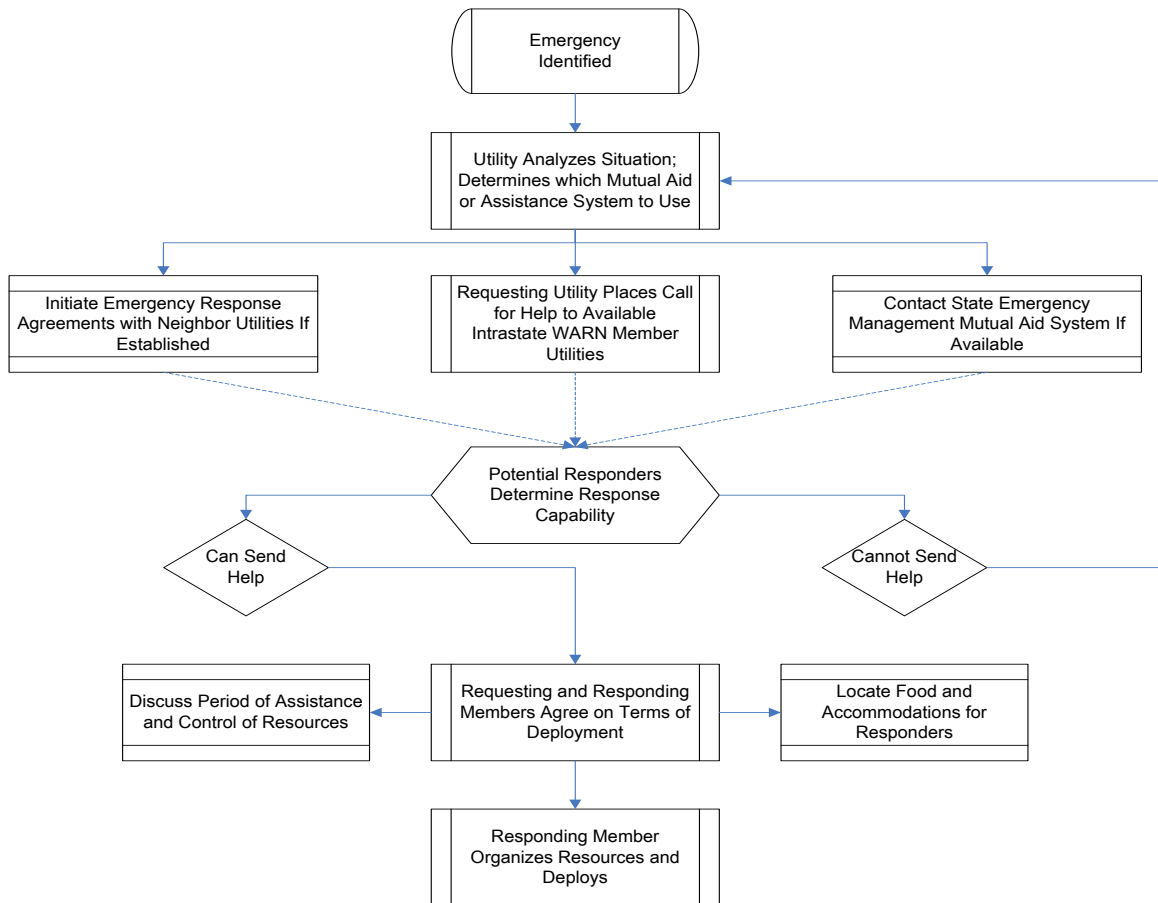 Emergency
Identified
Utility Analyzes Situation;
Determines which Mutual Aid
or Assistance System to Use
Initiate Emergency Response
Agreements with Neighbor Utilities If
Established
Requesting Utility Places Call
for Help to Available
Intrastate WARN Member
Utilities
Contact State Emergency
Management Mutual Aid System If
Available
Potential Responders
Determine Response
Capability
Can Send
Help
Cannot Send
Help
Discuss Period of Assistance
and Control of Resources
Requesting and Responding
Members Agree on Terms of
Deployment
Locate Food and
Accommodations for
Responders
Responding Member
Organizes Resources and
Deploys